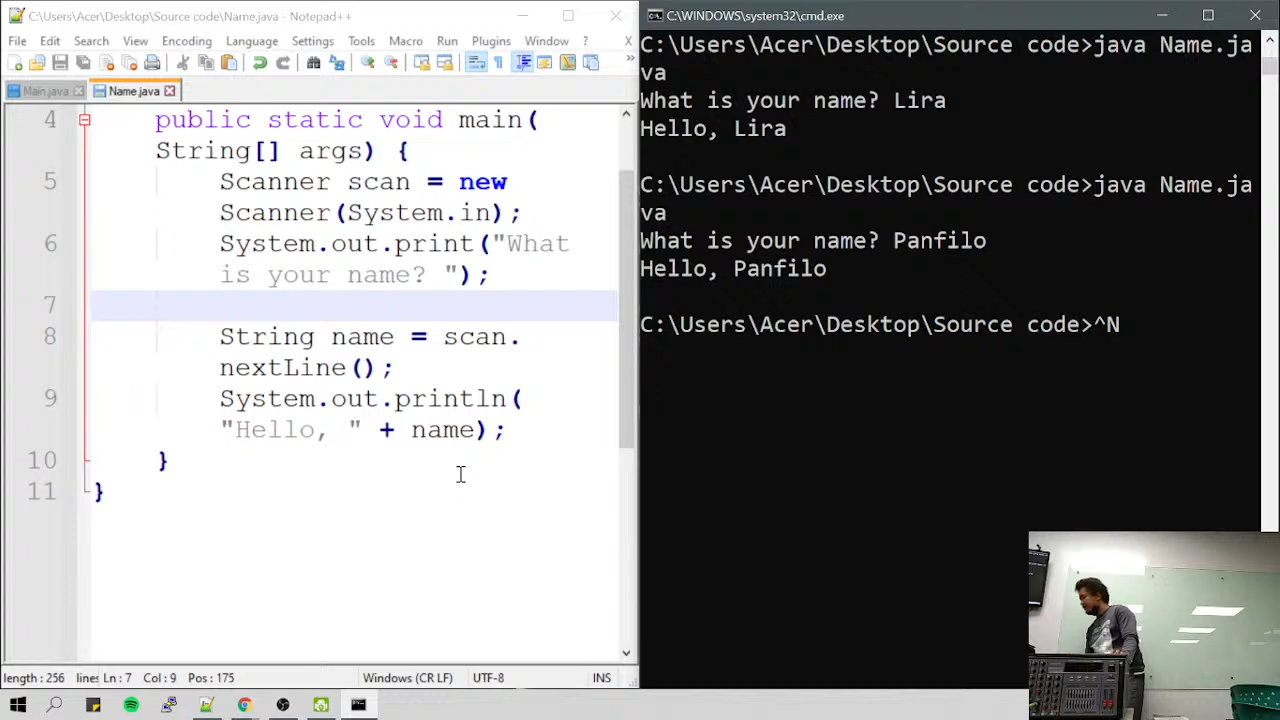 C:\Users\Acer\Desktop\Source code\Name.java - Notepad++
File Edit Search View Encoding Language Settings Tools Macro Run Plugins Window ? X
Main.java Name.java
4 public static void main(
String[] args) {
5 Scanner scan = new
Scanner(System.in);
6 System.out.print("What
is your name? ");
7
8 String name = scan.
nextLine();
9 System.out.println(
"Hello, " + name);
10 }
11 }
length : 256 lines Ln : 7 Col : 9 Pos : 175 Windows (CR LF) UTF-8 INS
C:\WINDOWS\system32\cmd.exe
C:\Users\Acer\Desktop\Source code>java Name.ja
va
What is your name? Lira
Hello, Lira
C:\Users\Acer\Desktop\Source code>java Name.ja
va
What is your name? Panfilo
Hello, Panfilo
C:\Users\Acer\Desktop\Source code>^N